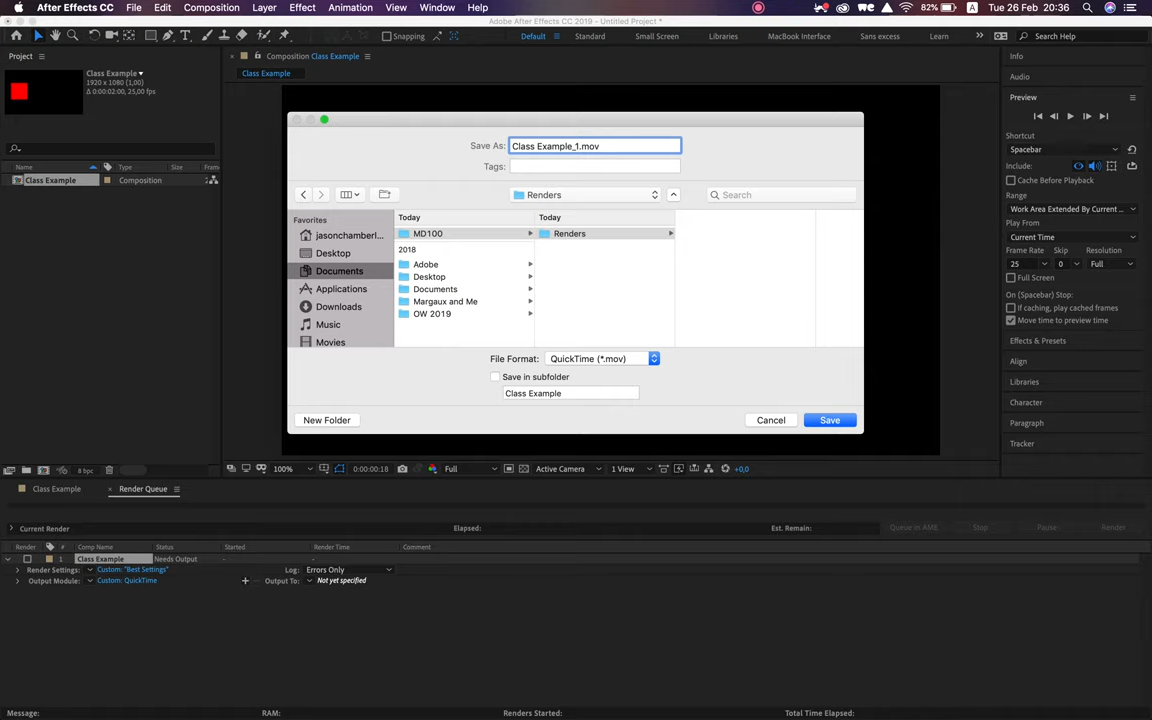 After Effects CC File Edit Composition Layer Effect Animation View Window Help 82% A Tue 26 Feb 20:36
Adobe After Effects CC 2019 - Untitled Project *
Snapping Default Standard Small Screen Libraries MacBook Interface Sans excess Learn Search Help
Project
Composition Class Example
Info
Class Example
1920 x 1080 (1,00)
Δ 0:00:02:00, 25,00 fps
Class Example
Audio
Preview
Shortcut
Spacebar
Include:
Cache Before Playback
Range
Work Area Extended By Current ...
Play From
Current Time
Frame Rate Skip Resolution
25 0 Full
Full Screen
On (Spacebar) Stop:
If caching, play cached frames
Move time to preview time
Effects & Presets
Align
Libraries
Character
Paragraph
Tracker
Name Type Size Fram
Class Example Composition
8 bpc
Save As: Class Example_1.mov
Tags:
Renders
Search
Favorites
jasonchamberl...
Desktop
Documents
Applications
Downloads
Music
Movies
Today
MD100
2018
Adobe
Desktop
Documents
Margaux and Me
OW 2019
Today
Renders
File Format: QuickTime (*.mov)
Save in subfolder
Class Example
New Folder Cancel Save
100% 0:00:00:18 Full Active Camera 1 View +0,0
Class Example Render Queue
Current Render Elapsed: Est. Remain: Queue in AME Stop Pause Render
Render # Comp Name Status Started Render Time Comment
1 Class Example Needs Output - -
Render Settings: Custom: "Best Settings" Log: Errors Only
Output Module: Custom: QuickTime Output To: Not yet specified
Message: RAM: Renders Started: Total Time Elapsed: